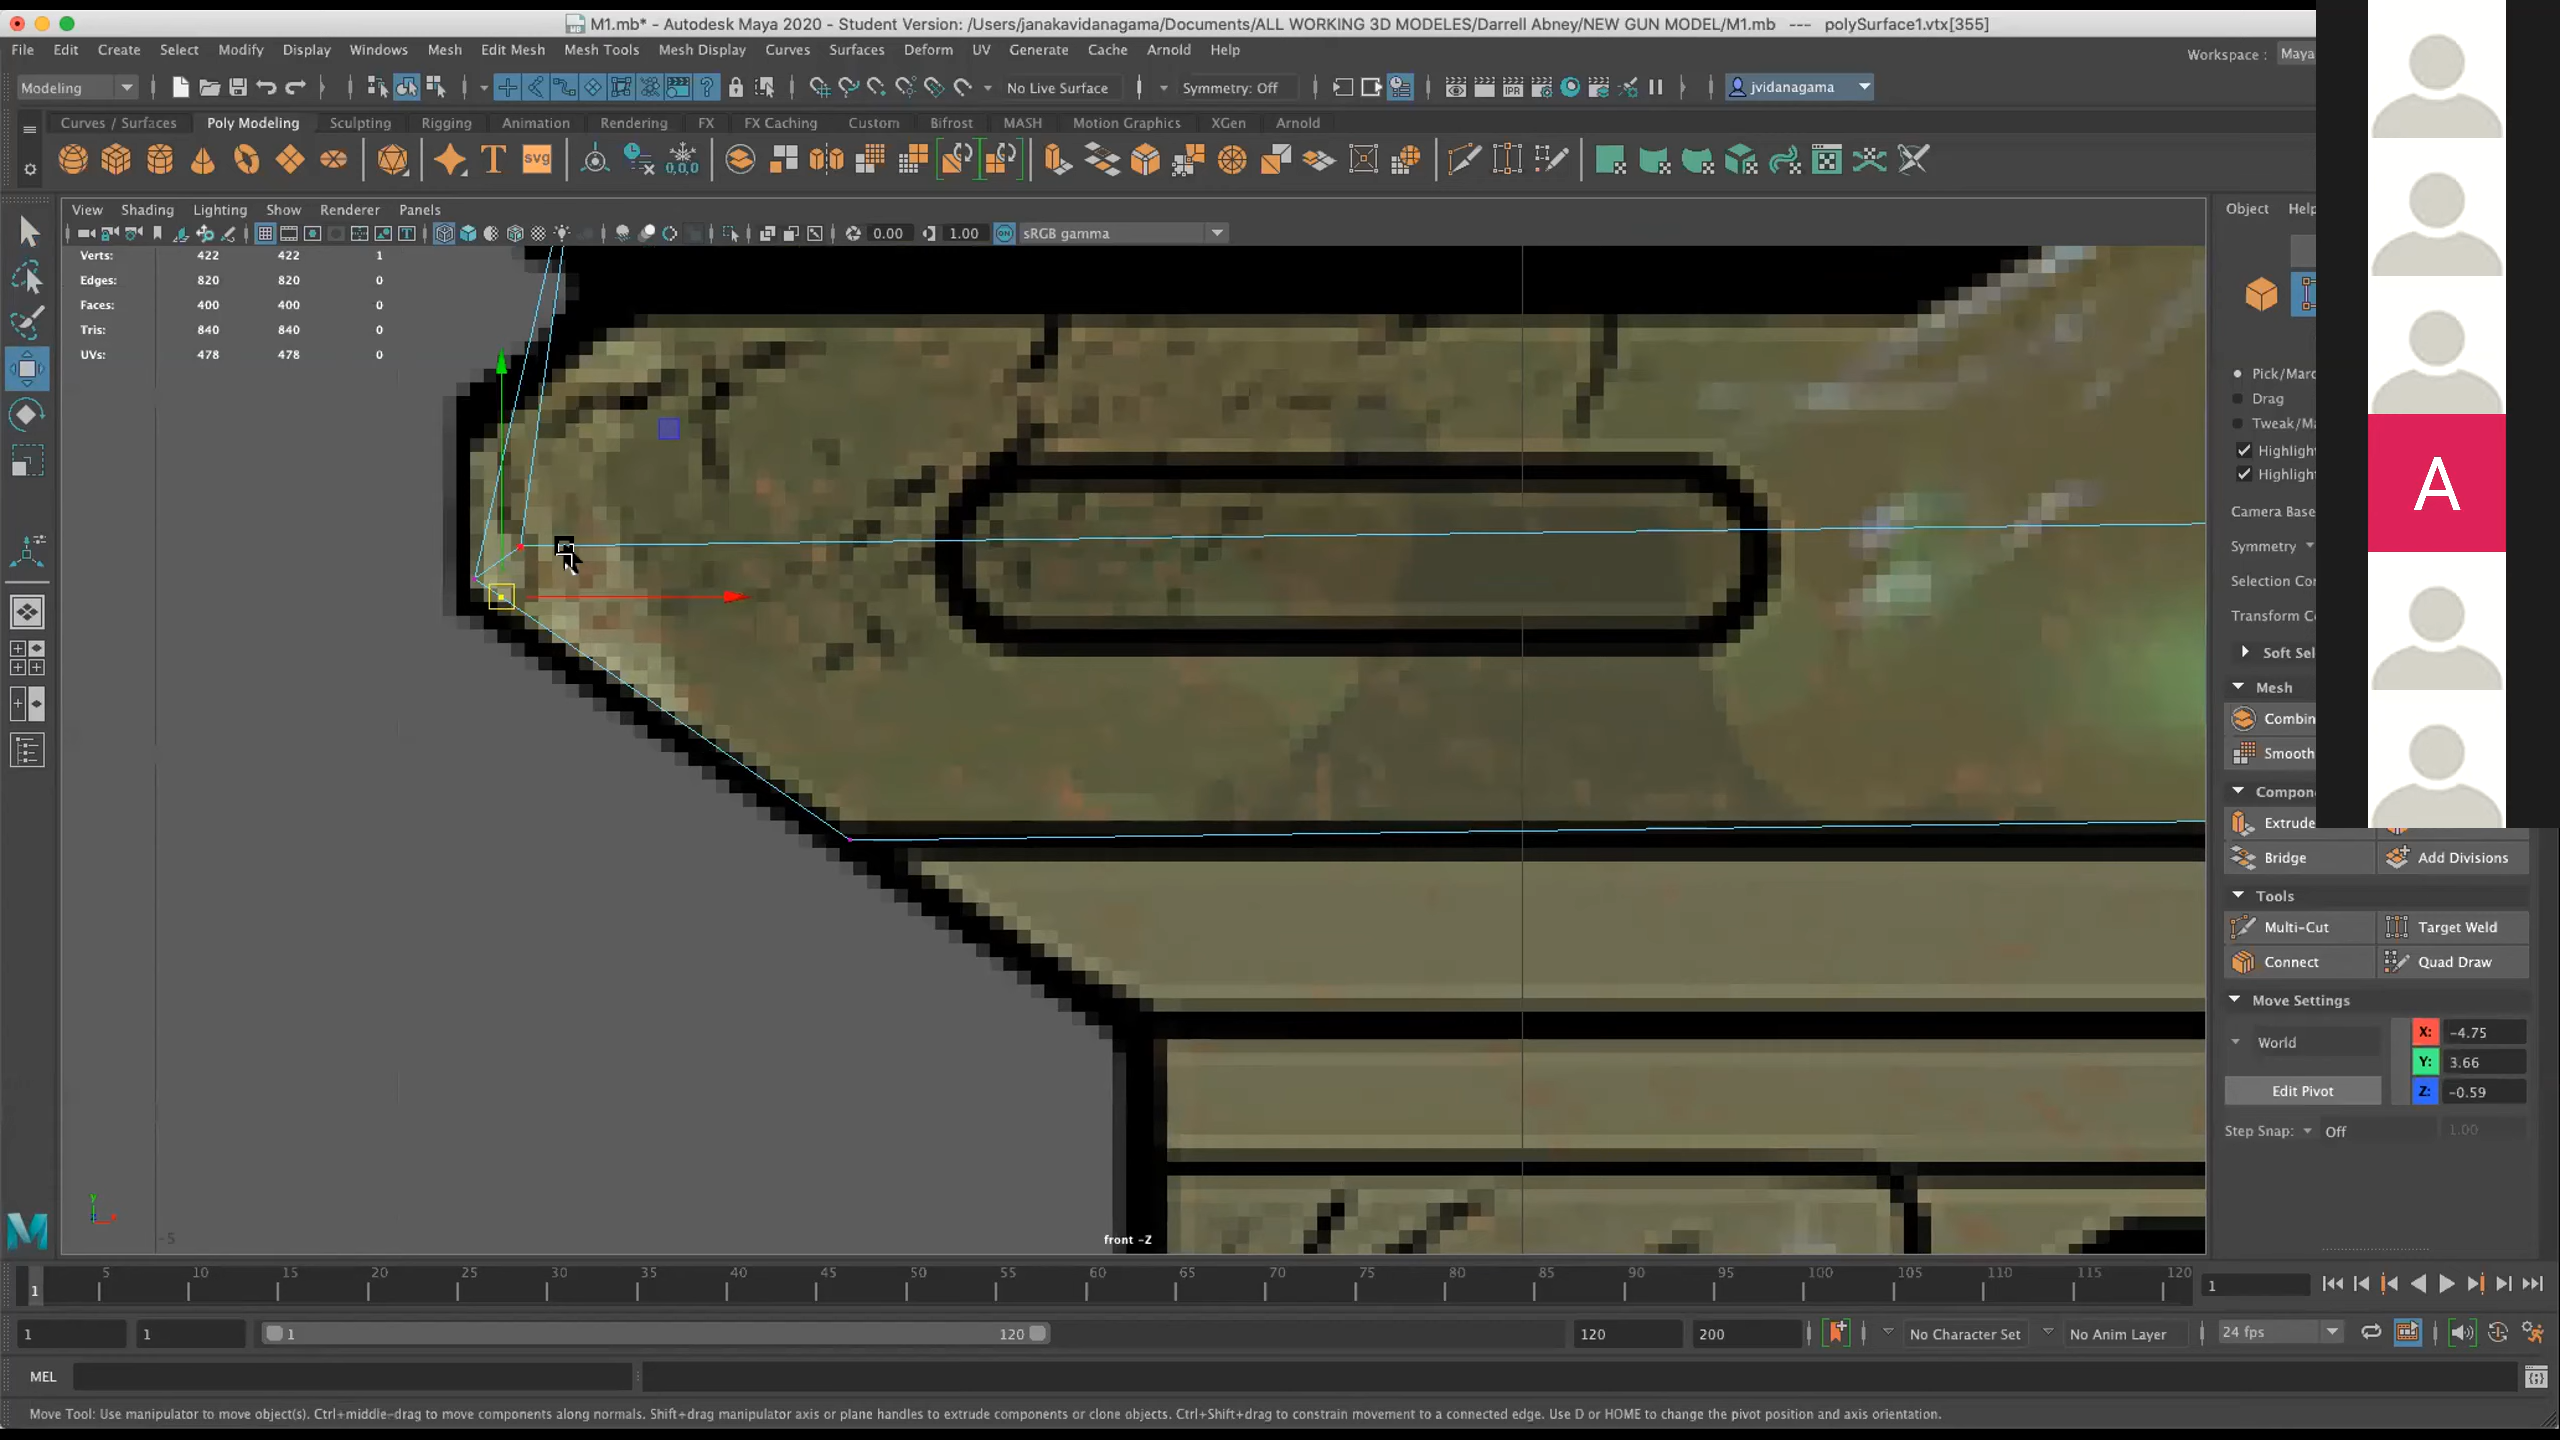 M1.mb* - Autodesk Maya 2020 - Student Version: /Users/janakavidanagama/Documents/ALL WORKING 3D MODELES/Darrell Abney/NEW GUN MODEL/M1.mb --- polySurface1.vtx[355]
File Edit Create Select Modify Display Windows Mesh Edit Mesh Mesh Tools Mesh Display Curves Surfaces Deform UV Generate Cache Arnold Help Workspace : Maya
Modeling No Live Surface Symmetry: Off jvidanagama
Curves / Surfaces Poly Modeling Sculpting Rigging Animation Rendering FX FX Caching Custom Bifrost MASH Motion Graphics XGen Arnold
T svg 0,0,0
View Shading Lighting Show Renderer Panels Object Help
0.00 1.00 sRGB gamma
Verts: 422 422 1
Edges: 820 820 0
Faces: 400 400 0
Tris: 840 840 0
UVs: 478 478 0
Pick/Marc
Drag
Tweak/Ma
Highligh
Highligh
A
Camera Base
Symmetry
Selection Con
Transform Co
Soft Sel
Mesh
Combin
Smooth
Compon
Extrude
Bridge Add Divisions
Tools
Multi-Cut Target Weld
Connect Quad Draw
Move Settings
World X: -4.75
Y: 3.66
Edit Pivot Z: -0.59
Step Snap: Off 1.00
y
-5
front -Z
5 10 15 20 25 30 35 40 45 50 55 60 65 70 75 80 85 90 95 100 105 110 115 120
1 1
1 1 1 120 120 200 No Character Set No Anim Layer 24 fps
MEL
Move Tool: Use manipulator to move object(s). Ctrl+middle-drag to move components along normals. Shift+drag manipulator axis or plane handles to extrude components or clone objects. Ctrl+Shift+drag to constrain movement to a connected edge. Use D or HOME to change the pivot position and axis orientation.